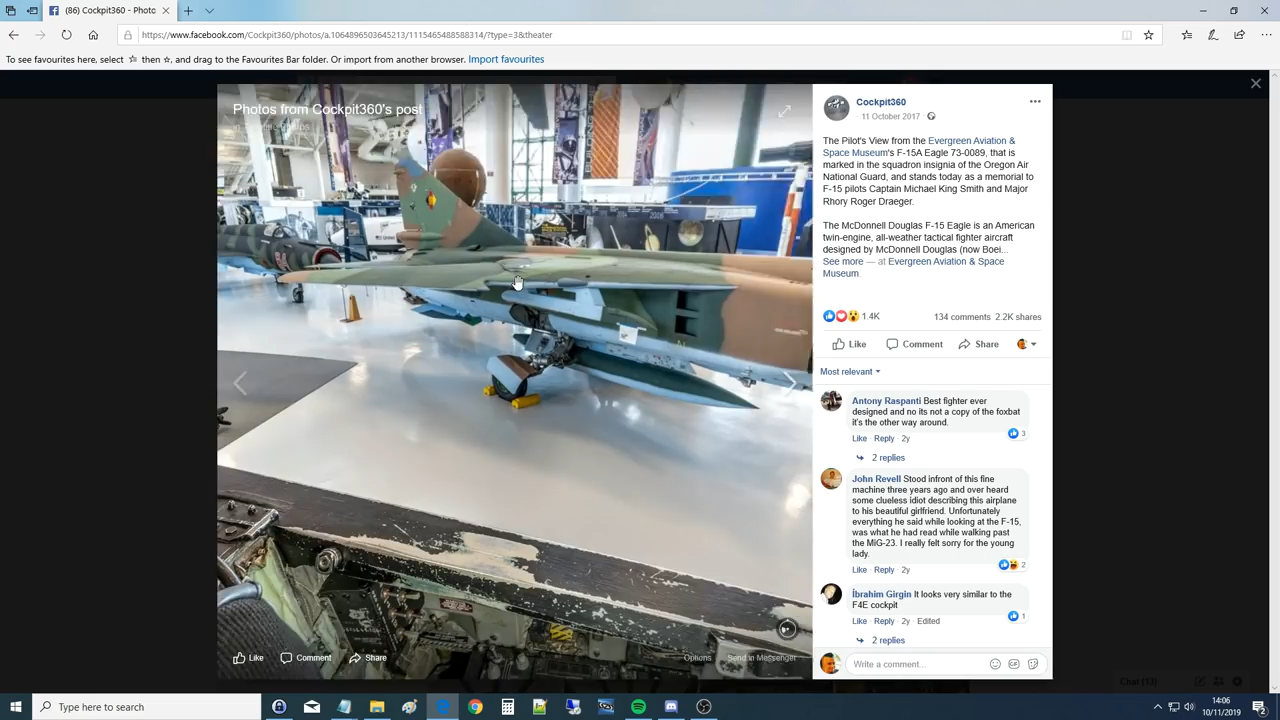 (86) Cockpit360 - Photo
https://www.facebook.com/Cockpit360/photos/a.1064896503645213/1115465488588314/?type=3&theater
To see favourites here, select ☆ then ☆, and drag to the Favourites Bar folder. Or import from another browser. Import favourites
Photos from Cockpit360's post
Cockpit360
11 October 2017
The Pilot's View from the Evergreen Aviation &
Space Museum's F-15A Eagle 73-0089, that is
marked in the squadron insignia of the Oregon Air
National Guard, and stands today as a memorial to
F-15 pilots Captain Michael King Smith and Major
Rhory Roger Draeger.
The McDonnell Douglas F-15 Eagle is an American
twin-engine, all-weather tactical fighter aircraft
designed by McDonnell Douglas (now Boei...
See more — at Evergreen Aviation & Space
Museum
1.4K 134 comments 2.2K shares
Like Comment Share
Most relevant
Antony Raspanti Best fighter ever
designed and no its not a copy of the foxbat
it's the other way around.
3
Like · Reply · 2y
2 replies
John Revell Stood infront of this fine
machine three years ago and over heard
some clueless idiot describing this airplane
to his beautiful girlfriend. Unfortunately
everything he said while looking at the F-15,
was what he had read while walking past
the MiG-23. I really felt sorry for the young
lady.
2
Like · Reply · 2y
İbrahim Girgin It looks very similar to the
F4E cockpit
1
Like · Reply · 2y · Edited
2 replies
Write a comment...
GIF
Like Comment Share Options Send in Messenger
Chat (13)
Type here to search
14:06
10/11/2019
2